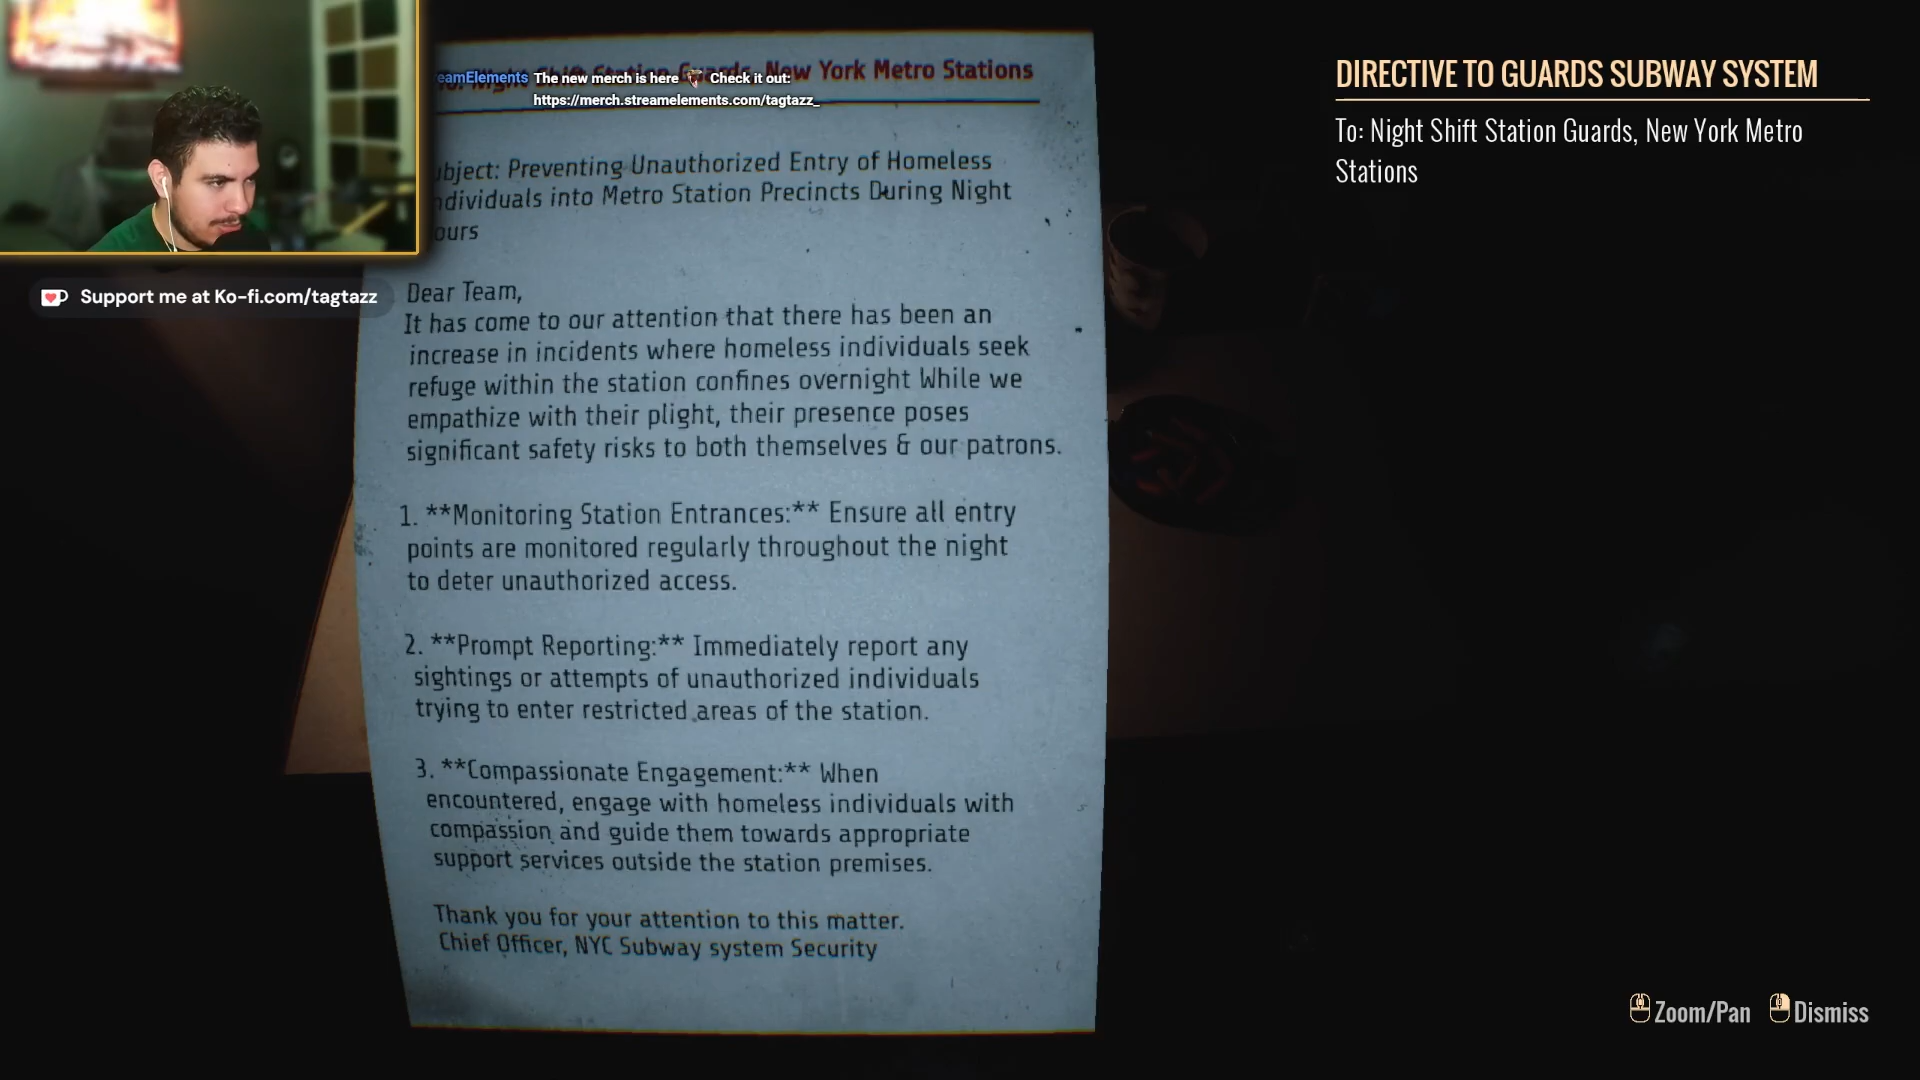 To: Night Shift Station Guards, New York Metro Stations
eamElements The new merch is here Check it out:
https://merch.streamelements.com/tagtazz_
ubject: Preventing Unauthorized Entry of Homeless
ndividuals into Metro Station Precincts During Night
ours
Dear Team,
It has come to our attention that there has been an
increase in incidents where homeless individuals seek
refuge within the station confines overnight While we
empathize with their plight, their presence poses
significant safety risks to both themselves & our patrons.
1. **Monitoring Station Entrances:** Ensure all entry
points are monitored regularly throughout the night
to deter unauthorized access.
2. **Prompt Reporting:** Immediately report any
sightings or attempts of unauthorized individuals
trying to enter restricted areas of the station.
3. **Compassionate Engagement:** When
encountered, engage with homeless individuals with
compassion and guide them towards appropriate
support services outside the station premises.
Thank you for your attention to this matter.
Chief Officer, NYC Subway system Security
Support me at Ko-fi.com/tagtazz
DIRECTIVE TO GUARDS SUBWAY SYSTEM
To: Night Shift Station Guards, New York Metro
Stations
Zoom/Pan Dismiss